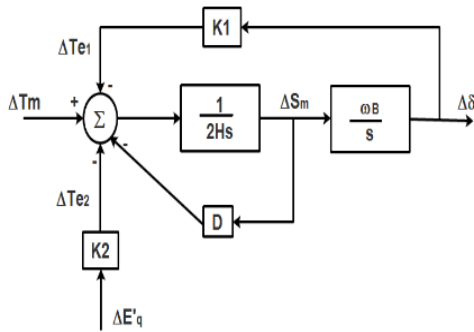 K1
ΔTe₁
-
ΔTm
+
Σ
1
2Hs
ΔSm
ωB
s
Δδ
-
-
ΔTe₂
D
K2
ΔE'q